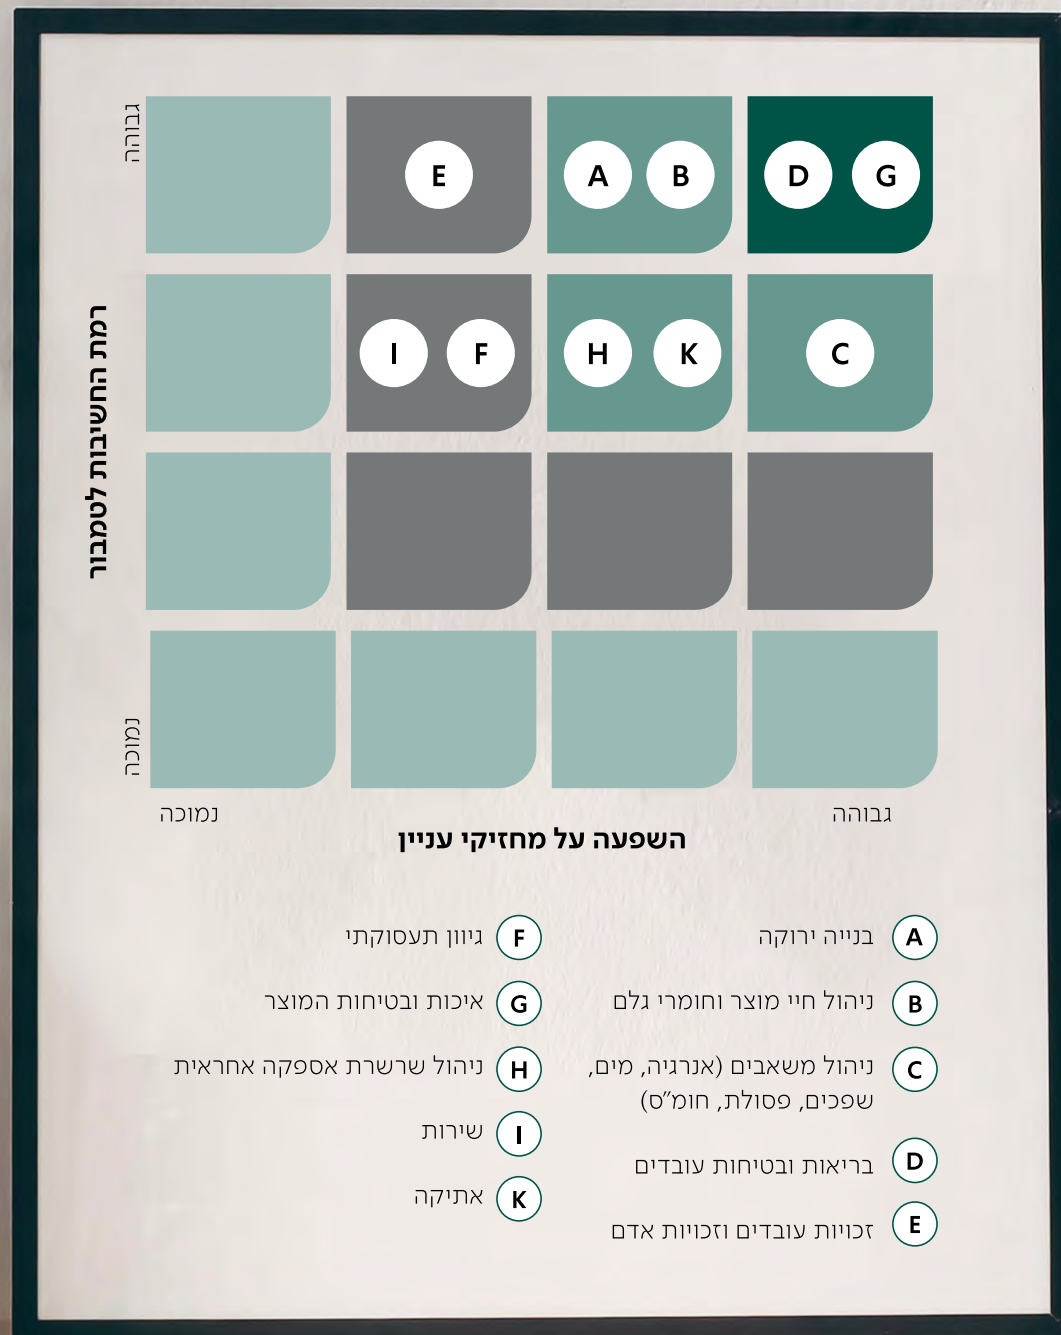 גבוהה
E
A B
D G
רמת החשיבות לטמבור
I F
H K
C
נמוכה
נמוכה
גבוהה
השפעה על מחזיקי עניין
A בנייה ירוקה
B ניהול חיי מוצר וחומרי גלם
C ניהול משאבים (אנרגיה, מים,
שפכים, פסולת, חומ״ס)
D בריאות ובטיחות עובדים
E זכויות עובדים וזכויות אדם
F גיוון תעסוקתי
G איכות ובטיחות המוצר
H ניהול שרשרת אספקה אחראית
I שירות
K אתיקה